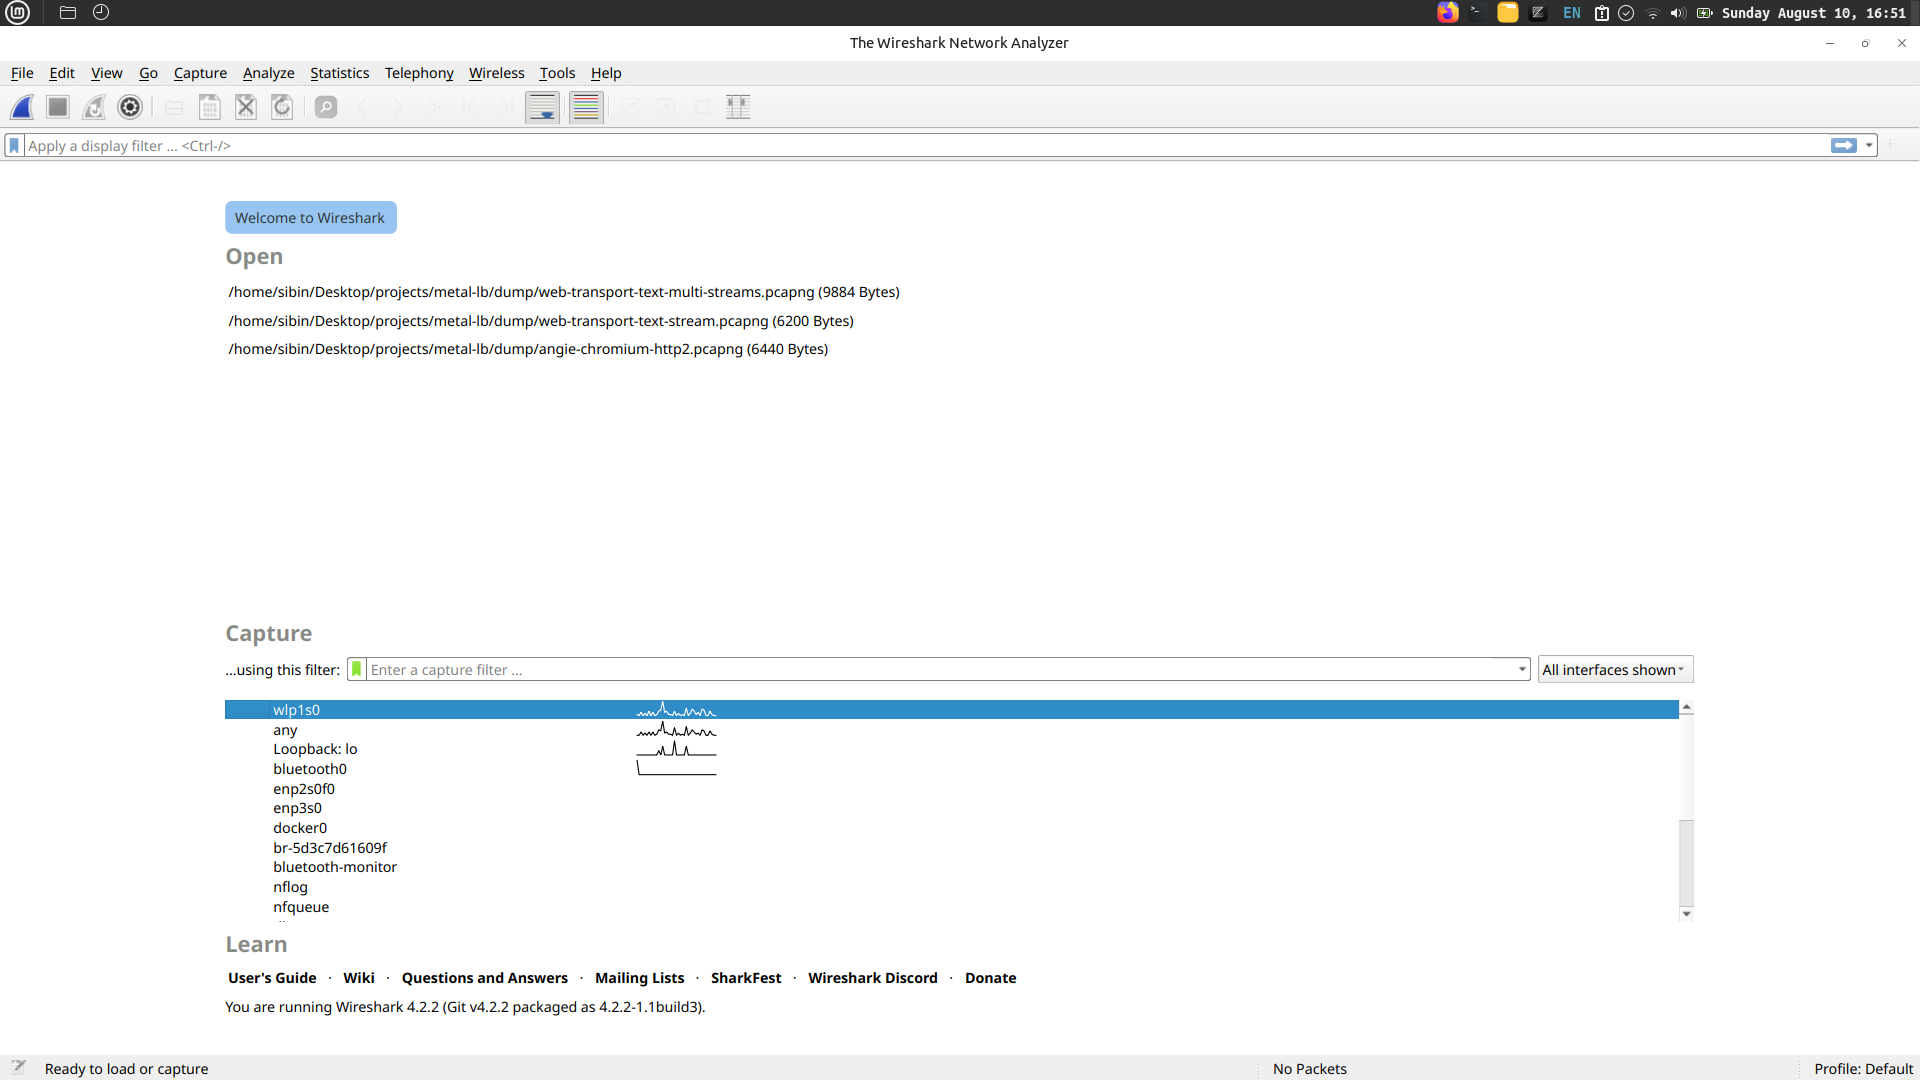 EN
Sunday August 10, 16:51
The Wireshark Network Analyzer
File Edit View Go Capture Analyze Statistics Telephony Wireless Tools Help
Apply a display filter ... <Ctrl-/>
Welcome to Wireshark
Open
/home/sibin/Desktop/projects/metal-lb/dump/web-transport-text-multi-streams.pcapng (9884 Bytes)
/home/sibin/Desktop/projects/metal-lb/dump/web-transport-text-stream.pcapng (6200 Bytes)
/home/sibin/Desktop/projects/metal-lb/dump/angie-chromium-http2.pcapng (6440 Bytes)
Capture
...using this filter: Enter a capture filter ... All interfaces shown
wlp1s0
any
Loopback: lo
bluetooth0
enp2s0f0
enp3s0
docker0
br-5d3c7d61609f
bluetooth-monitor
nflog
nfqueue
Learn
User's Guide · Wiki · Questions and Answers · Mailing Lists · SharkFest · Wireshark Discord · Donate
You are running Wireshark 4.2.2 (Git v4.2.2 packaged as 4.2.2-1.1build3).
Ready to load or capture No Packets Profile: Default